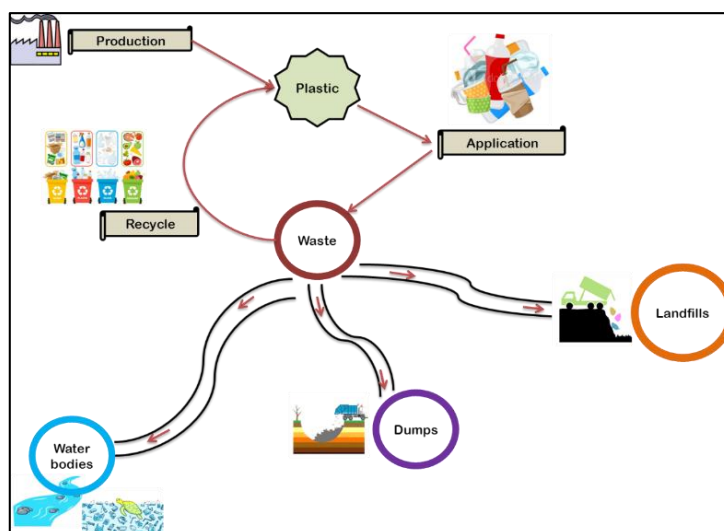 Production
Plastic
Application
Recycle
Waste
Landfills
Dumps
Water
bodies